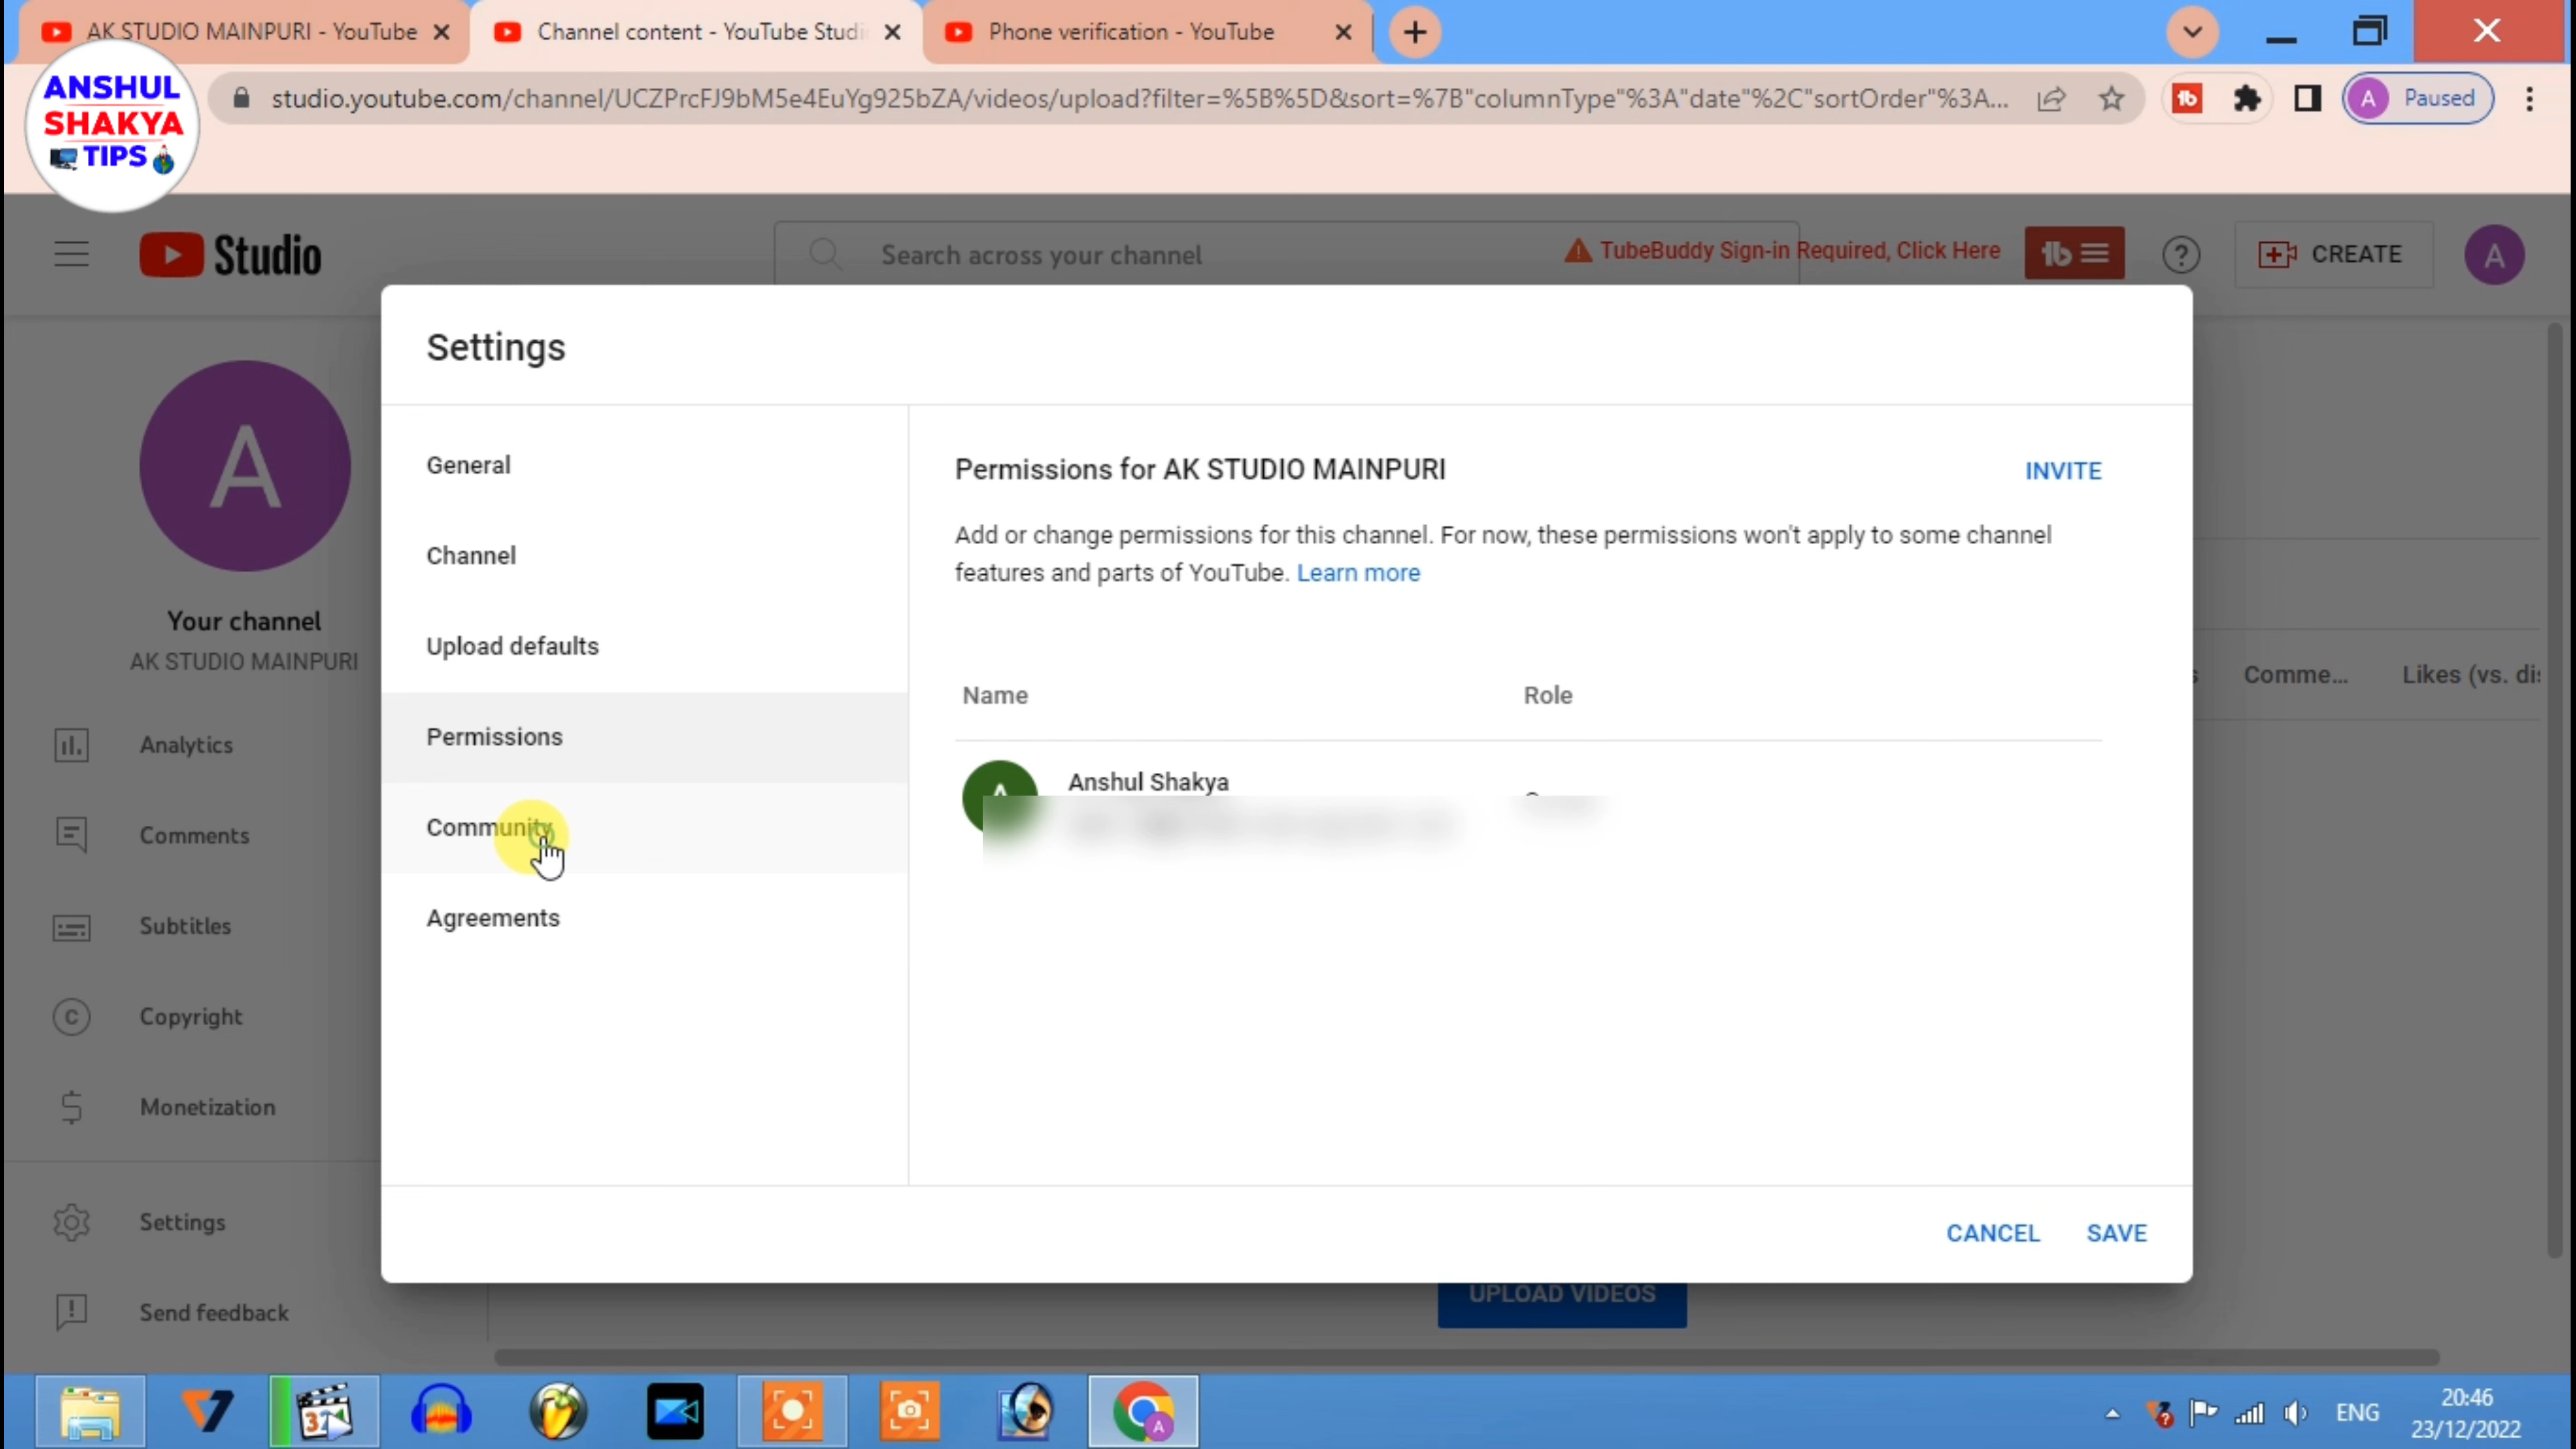 AK STUDIO MAINPURI - YouTube
Channel content - YouTube Studi
Phone verification - YouTube
ANSHUL
SHAKYA
TIPS
studio.youtube.com/channel/UCZPrcFJ9bM5e4EuYg925bZA/videos/upload?filter=%5B%5D&sort=%7B"columnType"%3A"date"%2C"sortOrder"%3A...
A Paused
Studio
Search across your channel
TubeBuddy Sign-in Required, Click Here
CREATE
A
Settings
A
Your channel
AK STUDIO MAINPURI
Analytics
Comments
Subtitles
Copyright
Monetization
Settings
Send feedback
General
Channel
Upload defaults
Permissions
Community
Agreements
Permissions for AK STUDIO MAINPURI
INVITE
Add or change permissions for this channel. For now, these permissions won't apply to some channel
features and parts of YouTube. Learn more
Name Role
Anshul Shakya
Comme... Likes (vs. dis
CANCEL SAVE
UPLOAD VIDEOS
ENG
20:46
23/12/2022